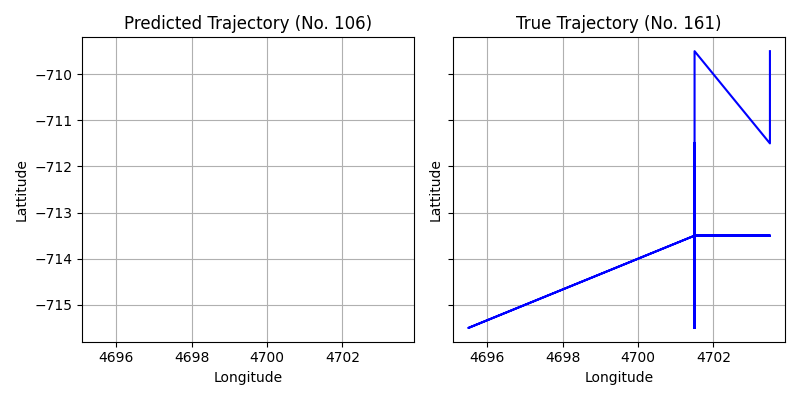 Predicted Trajectory (No. 106)
True Trajectory (No. 161)
−710
−711
−712
−713
−714
−715
Lattitude
Lattitude
4696 4698 4700 4702
4696 4698 4700 4702
Longitude
Longitude